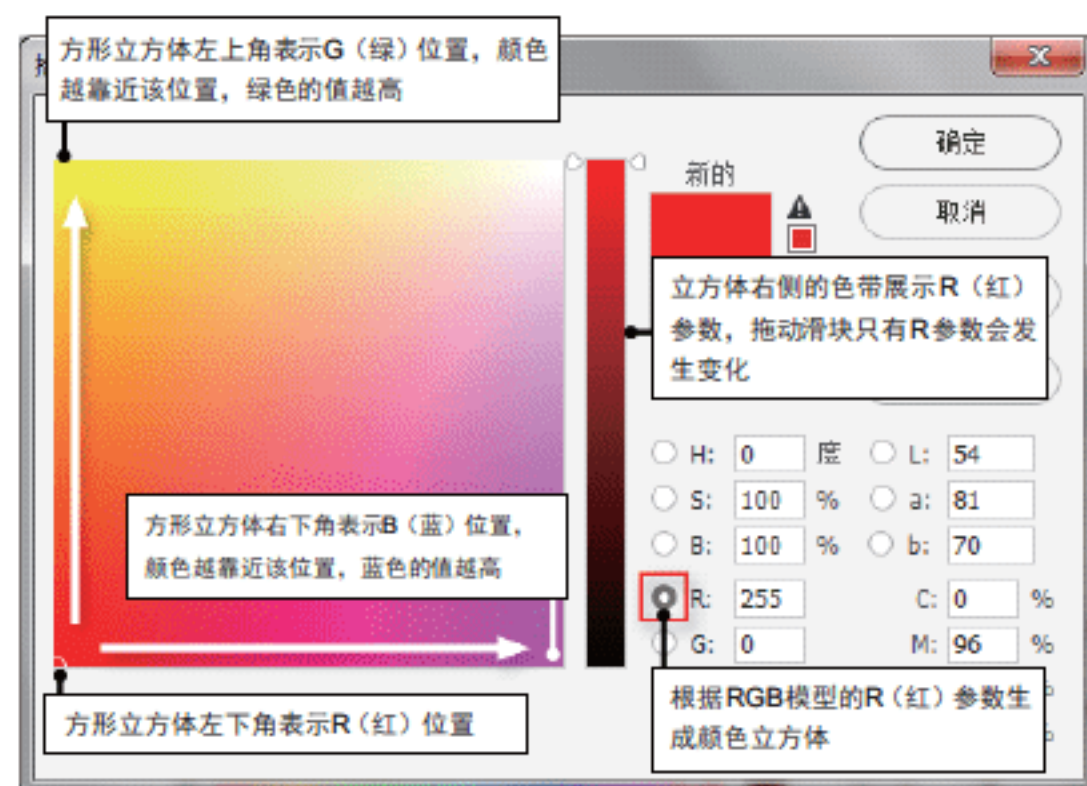 方形立方体左上角表示G（绿）位置，颜色
越靠近该位置，绿色的值越高
确定
新的
取消
立方体右侧的色带展示R（红）
参数，拖动滑块只有R参数会发
生变化
H: 0 度 L: 54
S: 100 % a: 81
方形立方体右下角表示B（蓝）位置，
颜色越靠近该位置，蓝色的值越高
B: 100 % b: 70
R: 255 C: 0 %
G: 0 M: 96 %
根据RGB模型的R（红）参数生
成颜色立方体
方形立方体左下角表示R（红）位置